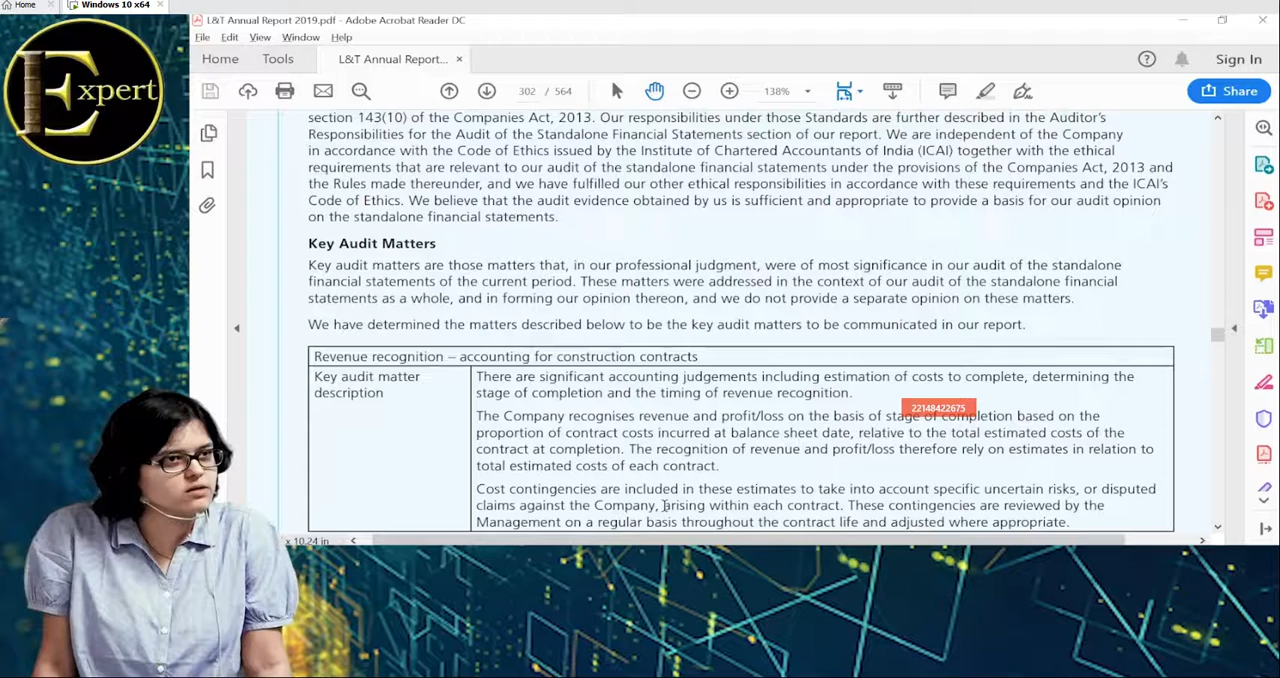 Home
Windows 10 x64
L&T Annual Report 2019.pdf - Adobe Acrobat Reader DC
File Edit View Window Help
Home Tools L&T Annual Report... Sign In
302 / 564 138% Share
Expert
section 143(10) of the Companies Act, 2013. Our responsibilities under those Standards are further described in the Auditor's
Responsibilities for the Audit of the Standalone Financial Statements section of our report. We are independent of the Company
in accordance with the Code of Ethics issued by the Institute of Chartered Accountants of India (ICAI) together with the ethical
requirements that are relevant to our audit of the standalone financial statements under the provisions of the Companies Act, 2013 and
the Rules made thereunder, and we have fulfilled our other ethical responsibilities in accordance with these requirements and the ICAI's
Code of Ethics. We believe that the audit evidence obtained by us is sufficient and appropriate to provide a basis for our audit opinion
on the standalone financial statements.
Key Audit Matters
Key audit matters are those matters that, in our professional judgment, were of most significance in our audit of the standalone
financial statements of the current period. These matters were addressed in the context of our audit of the standalone financial
statements as a whole, and in forming our opinion thereon, and we do not provide a separate opinion on these matters.
We have determined the matters described below to be the key audit matters to be communicated in our report.
Revenue recognition – accounting for construction contracts
Key audit matter
description
There are significant accounting judgements including estimation of costs to complete, determining the
stage of completion and the timing of revenue recognition.
22148422675
The Company recognises revenue and profit/loss on the basis of stage of completion based on the
proportion of contract costs incurred at balance sheet date, relative to the total estimated costs of the
contract at completion. The recognition of revenue and profit/loss therefore rely on estimates in relation to
total estimated costs of each contract.
Cost contingencies are included in these estimates to take into account specific uncertain risks, or disputed
claims against the Company, arising within each contract. These contingencies are reviewed by the
Management on a regular basis throughout the contract life and adjusted where appropriate.
x 10.24 in